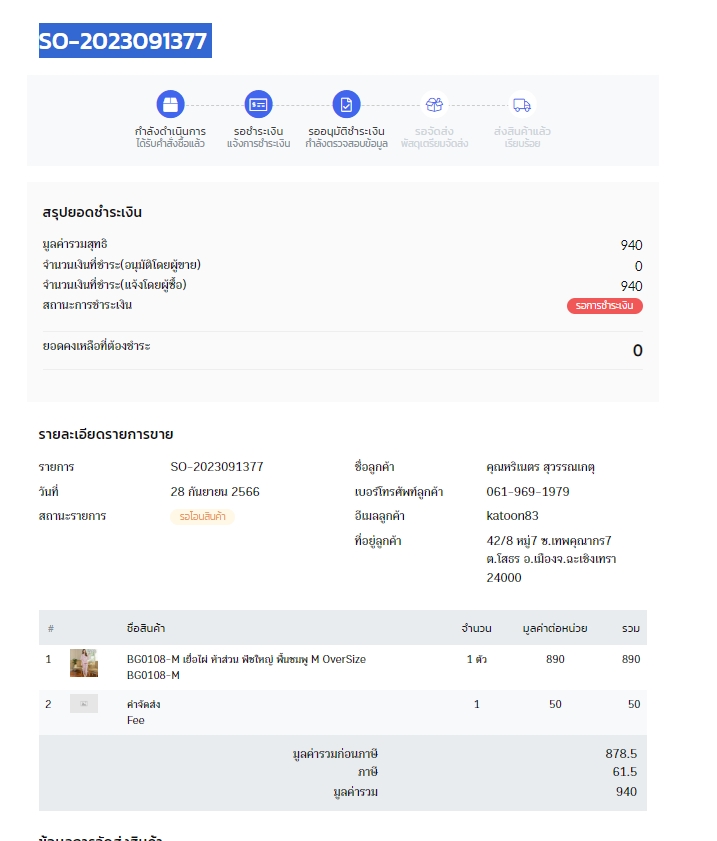 SO-2023091377
กำลังดำเนินการ
ได้รับคำสั่งซื้อแล้ว
รอชำระเงิน
แจ้งการชำระเงิน
รออนุมัติชำระเงิน
กำลังตรวจสอบข้อมูล
รอจัดส่ง
พัสดุเตรียมจัดส่ง
ส่งสินค้าแล้ว
เรียบร้อย
สรุปยอดชำระเงิน
มูลค่ารวมสุทธิ 940
จำนวนเงินที่ชำระ(อนุมัติโดยผู้ขาย) 0
จำนวนเงินที่ชำระ(แจ้งโดยผู้ซื้อ) 940
สถานะการชำระเงิน รอการชำระเงิน
ยอดคงเหลือที่ต้องชำระ 0
รายละเอียดรายการขาย
รายการ SO-2023091377
วันที่ 28 กันยายน 2566
สถานะรายการ รอโอนสินค้า
ชื่อลูกค้า คุณหริเนตร สุวรรณเกตุ
เบอร์โทรศัพท์ลูกค้า 061-969-1979
อีเมลลูกค้า katoon83
ที่อยู่ลูกค้า 42/8 หมู่7 ซ.เทพคุณากร7
ต.โสธร อ.เมืองจ.ฉะเชิงเทรา
24000
# ชื่อสินค้า จำนวน มูลค่าต่อหน่วย รวม
1 BG0108-M เยื่อไผ่ ห้าส่วน พีชใหญ่ พื้นชมพู M OverSize 1 ตัว 890 890
BG0108-M
2 ค่าจัดส่ง 1 50 50
Fee
มูลค่ารวมก่อนภาษี 878.5
ภาษี 61.5
มูลค่ารวม 940
ข้อมูลการจัดส่งสินค้า